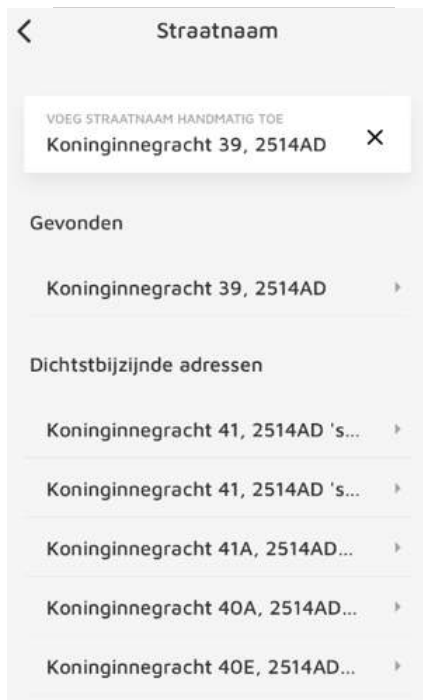 Straatnaam
VOEG STRAATNAAM HANDMATIG TOE
Koninginnegracht 39, 2514AD
Gevonden
Koninginnegracht 39, 2514AD
Dichtstbijzijnde adressen
Koninginnegracht 41, 2514AD 's...
Koninginnegracht 41, 2514AD 's...
Koninginnegracht 41A, 2514AD...
Koninginnegracht 40A, 2514AD...
Koninginnegracht 40E, 2514AD...